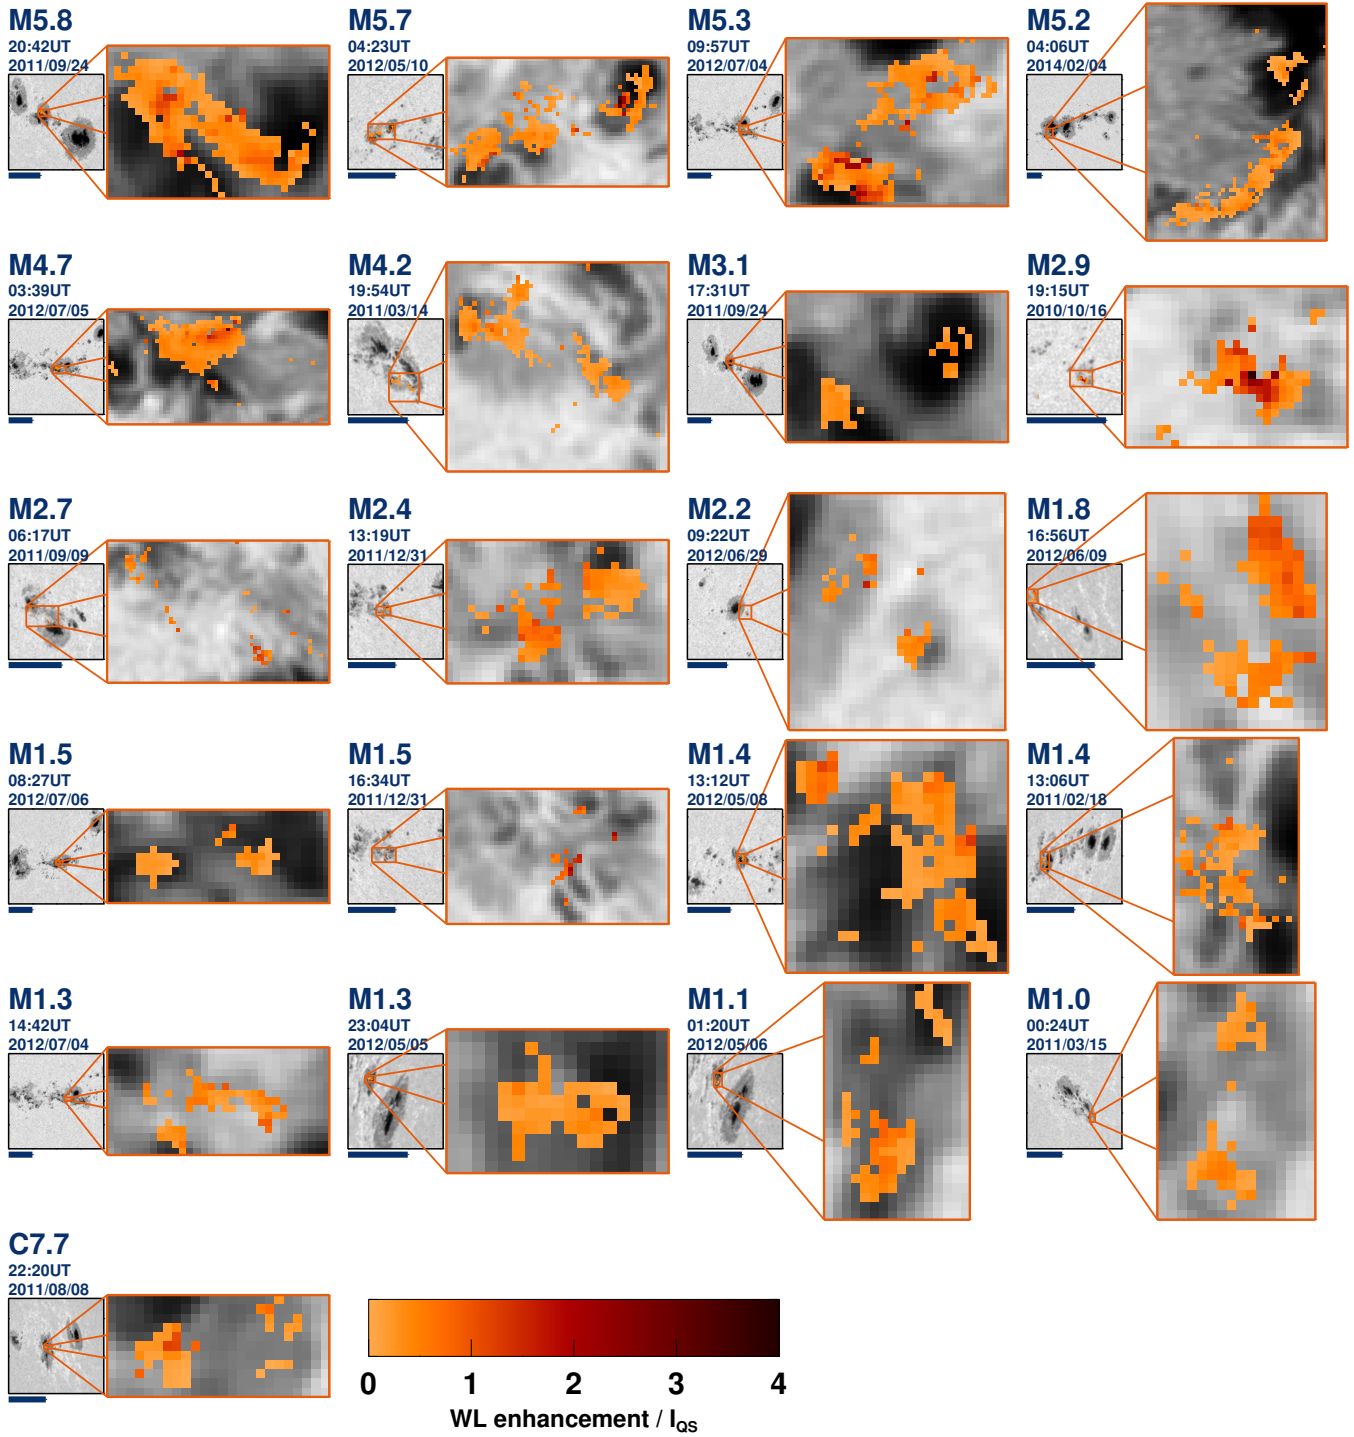 M5.8
20:42UT
2011/09/24
M5.7
04:23UT
2012/05/10
M5.3
09:57UT
2012/07/04
M5.2
04:06UT
2014/02/04
M4.7
03:39UT
2012/07/05
M4.2
19:54UT
2011/03/14
M3.1
17:31UT
2011/09/24
M2.9
19:15UT
2010/10/16
M2.7
06:17UT
2011/09/09
M2.4
13:19UT
2011/12/31
M2.2
09:22UT
2012/06/29
M1.8
16:56UT
2012/06/09
M1.5
08:27UT
2012/07/06
M1.5
16:34UT
2011/12/31
M1.4
13:12UT
2012/05/08
M1.4
13:06UT
2011/02/18
M1.3
14:42UT
2012/07/04
M1.3
23:04UT
2012/05/05
M1.1
01:20UT
2012/05/06
M1.0
00:24UT
2011/03/15
C7.7
22:20UT
2011/08/08
0 1 2 3 4
WL enhancement / I_QS